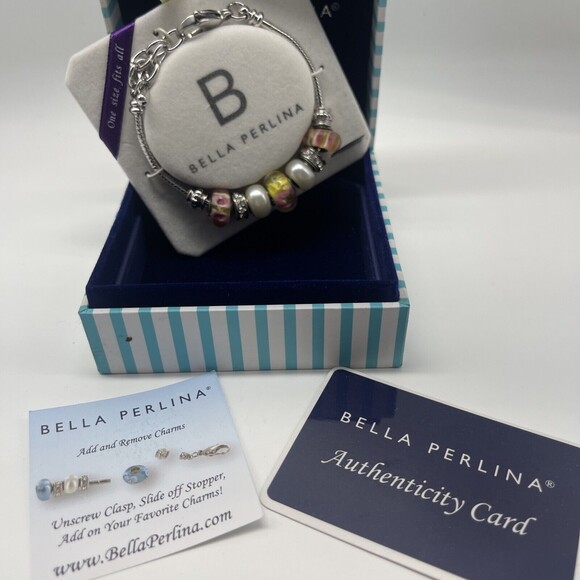 One size fits all
B
BELLA PERLINA
BELLA PERLINA®
Add and Remove Charms
Unscrew Clasp, Slide off Stopper,
Add on Your Favorite Charms!
www.BellaPerlina.com
BELLA PERLINA®
Authenticity Card